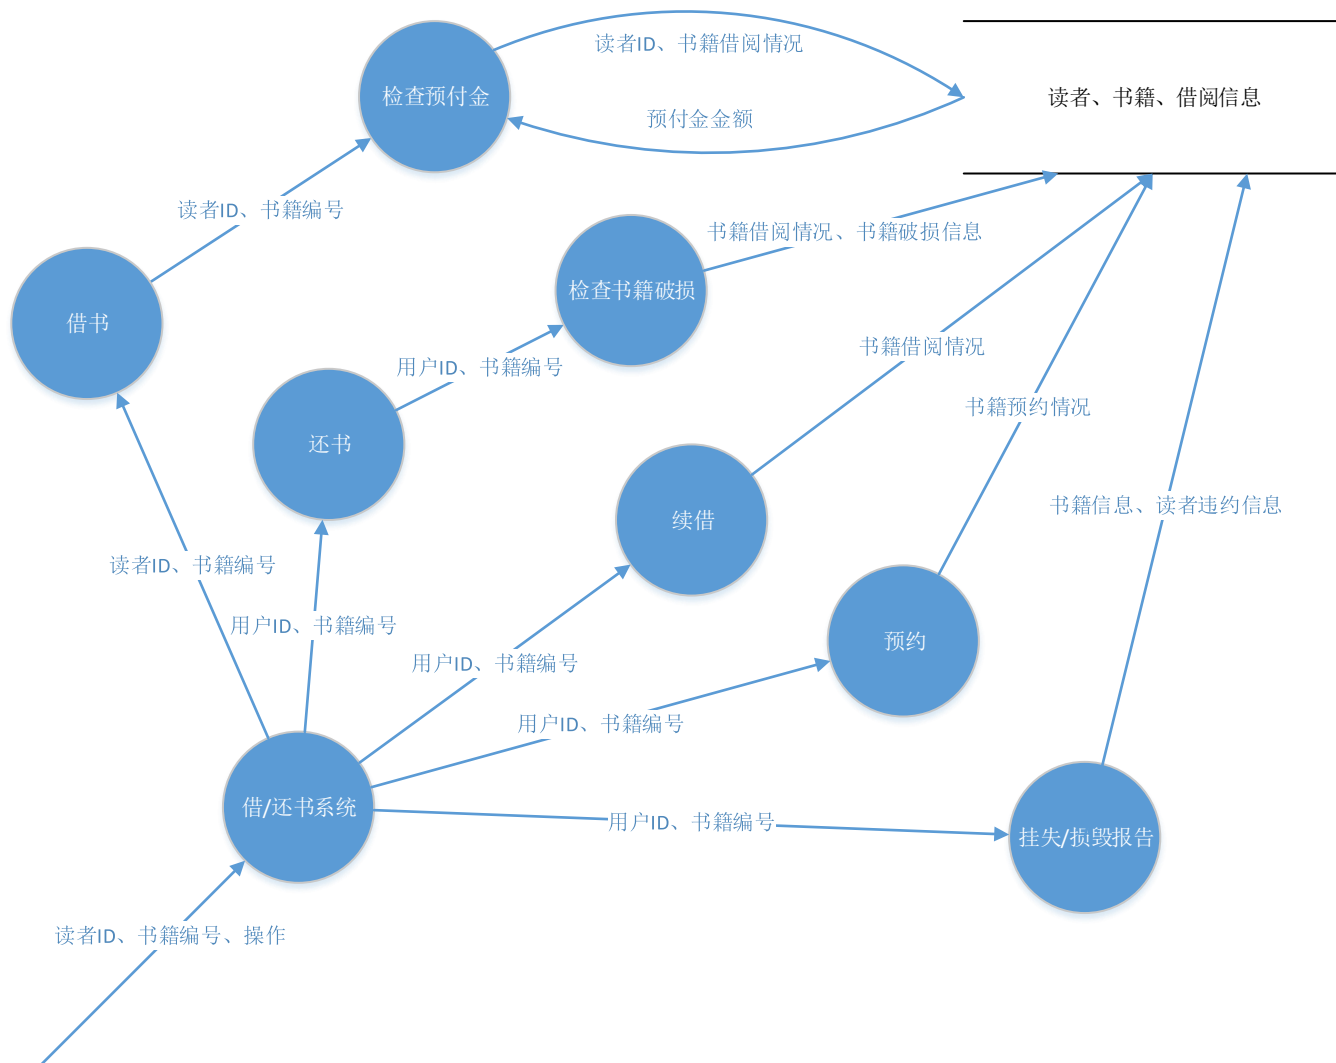 读者ID、书籍借阅情况
检查预付金
读者、书籍、借阅信息
预付金金额
读者ID、书籍编号
书籍借阅情况、书籍破损信息
检查书籍破损
借书
书籍借阅情况
用户ID、书籍编号
书籍预约情况
还书
书籍信息、读者违约信息
续借
读者ID、书籍编号
用户ID、书籍编号
预约
用户ID、书籍编号
用户ID、书籍编号
借/还书系统
用户ID、书籍编号
挂失/损毁报告
读者ID、书籍编号、操作